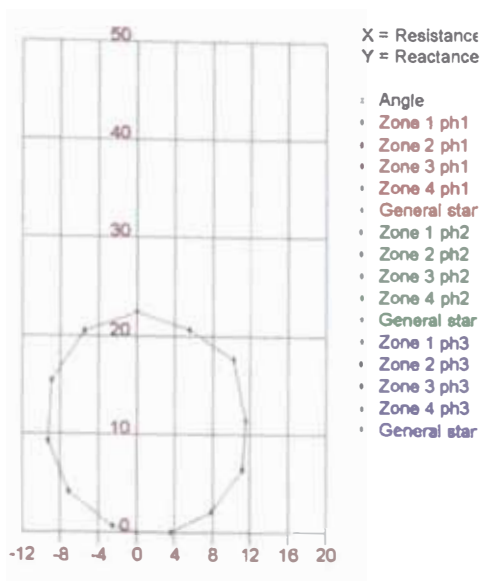 X = Resistance
Y = Reactance
Angle
Zone 1 ph1
Zone 2 ph1
Zone 3 ph1
Zone 4 ph1
General star
Zone 1 ph2
Zone 2 ph2
Zone 3 ph2
Zone 4 ph2
General star
Zone 1 ph3
Zone 2 ph3
Zone 3 ph3
Zone 4 ph3
General star
50
40
30
20
10
0
-12 -8 -4 0 4 8 12 16 20